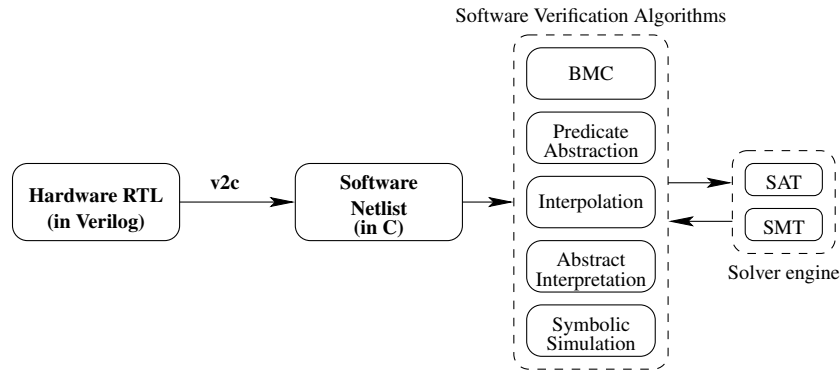 Software Verification Algorithms
BMC
Predicate
Abstraction
Interpolation
Abstract
Interpretation
Symbolic
Simulation
Hardware RTL
(in Verilog)
v2c
Software
Netlist
(in C)
SAT
SMT
Solver engine